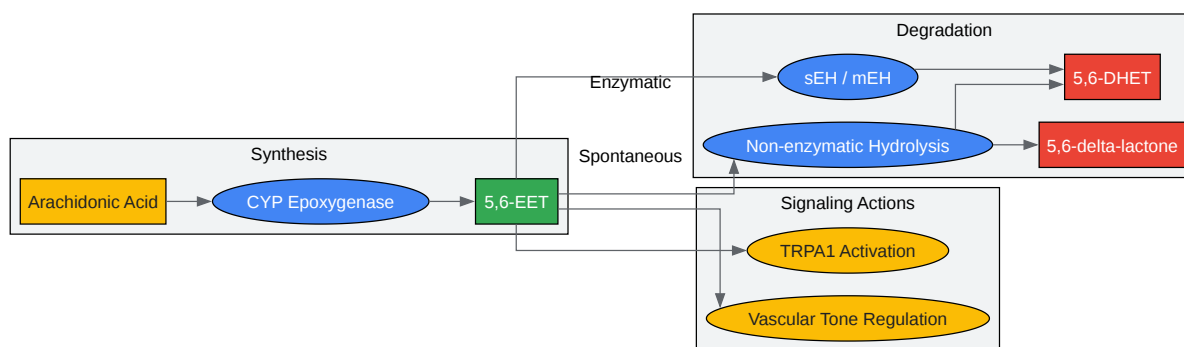 Degradation
sEH / mEH
5,6-DHET
Enzymatic
Non-enzymatic Hydrolysis
5,6-delta-lactone
Synthesis
Spontaneous
Arachidonic Acid
CYP Epoxygenase
5,6-EET
Signaling Actions
TRPA1 Activation
Vascular Tone Regulation